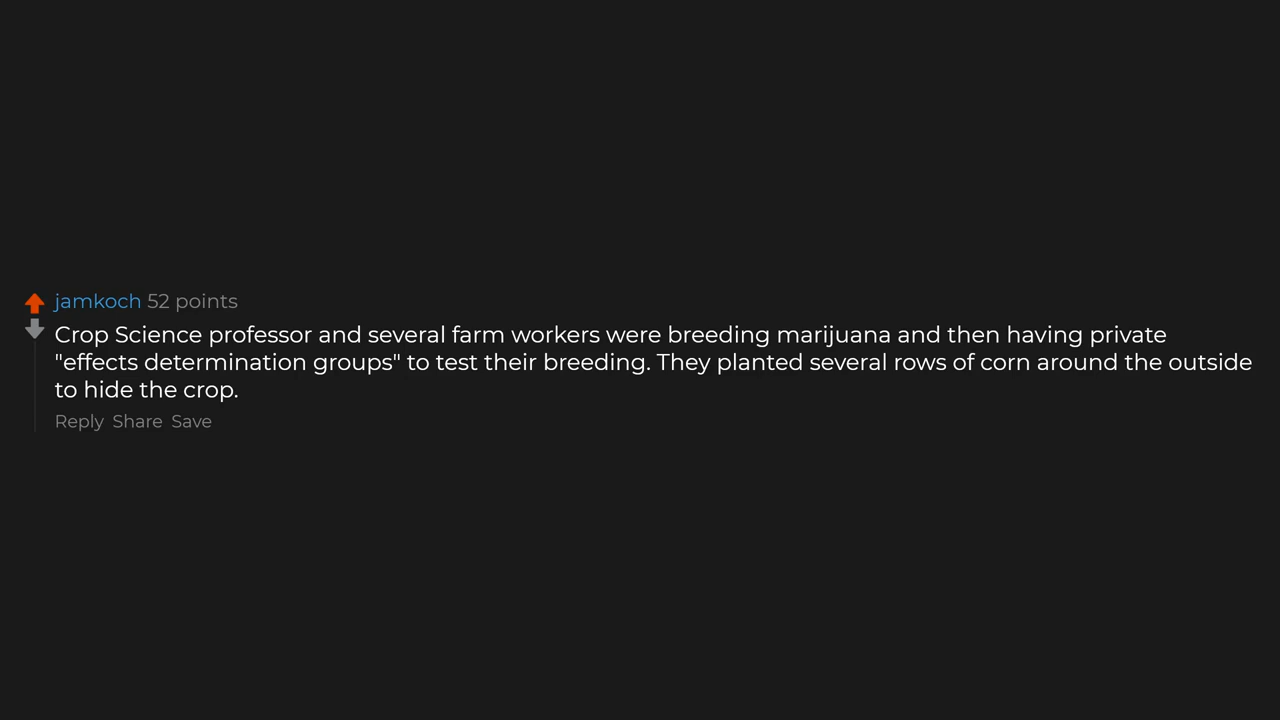 jamkoch 52 points
Crop Science professor and several farm workers were breeding marijuana and then having private
"effects determination groups" to test their breeding. They planted several rows of corn around the outside
to hide the crop.
Reply Share Save